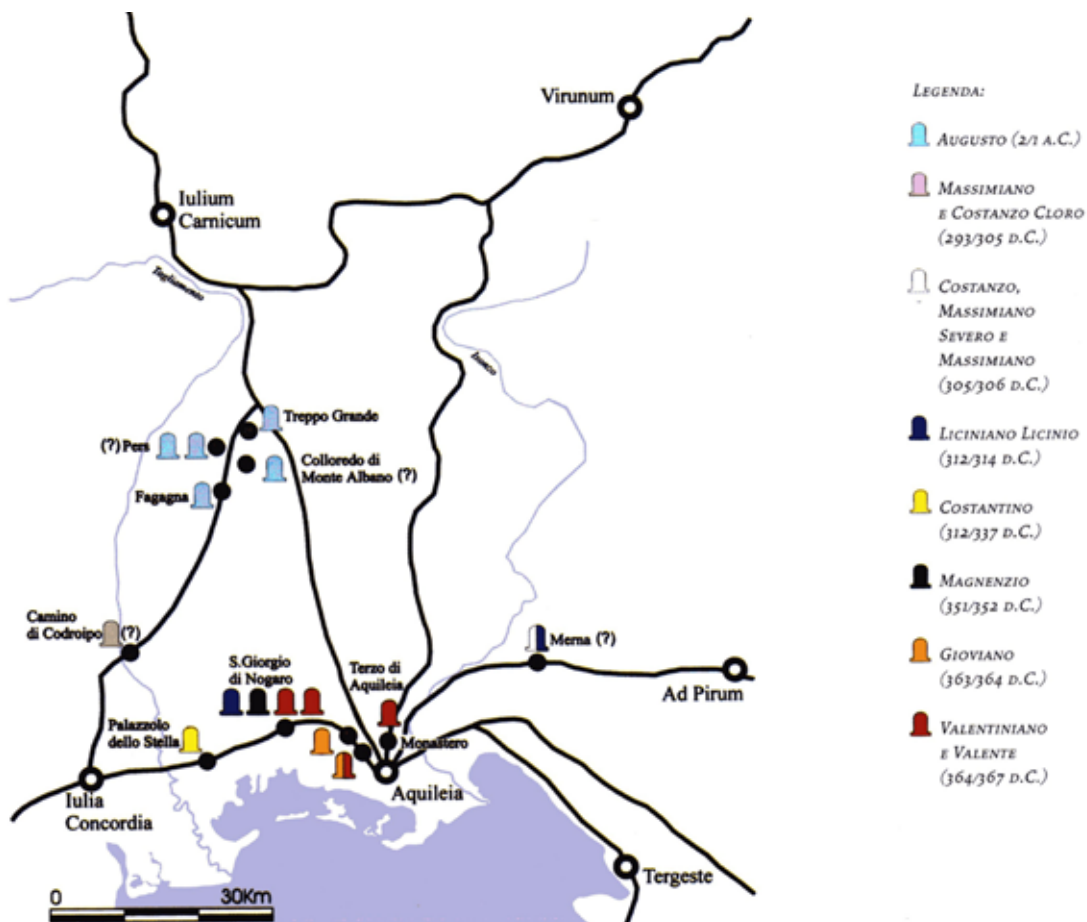 Virunum
Iulium
Carnicum
Tagliamento
Isonzo
Treppo Grande
(?) Pers
Colloredo di
Monte Albano (?)
Fagagna
Camino
di Codroipo (?)
Merna (?)
S.Giorgio
di Nogaro
Terzo di
Aquileia
Ad Pirum
Palazzolo
dello Stella
Monastero
Iulia
Concordia
Aquileia
Tergeste
0 30Km
LEGENDA:
AUGUSTO (2/1 A.C.)
MASSIMIANO
E COSTANZO CLORO
(293/305 D.C.)
COSTANZO,
MASSIMIANO
SEVERO E
MASSIMIANO
(305/306 D.C.)
LICINIANO LICINIO
(312/314 D.C.)
COSTANTINO
(312/337 D.C.)
MAGNENZIO
(351/352 D.C.)
GIOVIANO
(363/364 D.C.)
VALENTINIANO
E VALENTE
(364/367 D.C.)